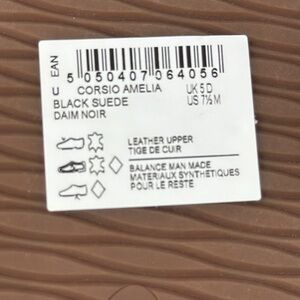 U EAN
5 050407 064056
CORSIO AMELIA UK 5 D
BLACK SUEDE US 7½ M
DAIM NOIR
LEATHER UPPER
TIGE DE CUIR
BALANCE MAN MADE
MATERIAUX SYNTHETIQUES
POUR LE RESTE